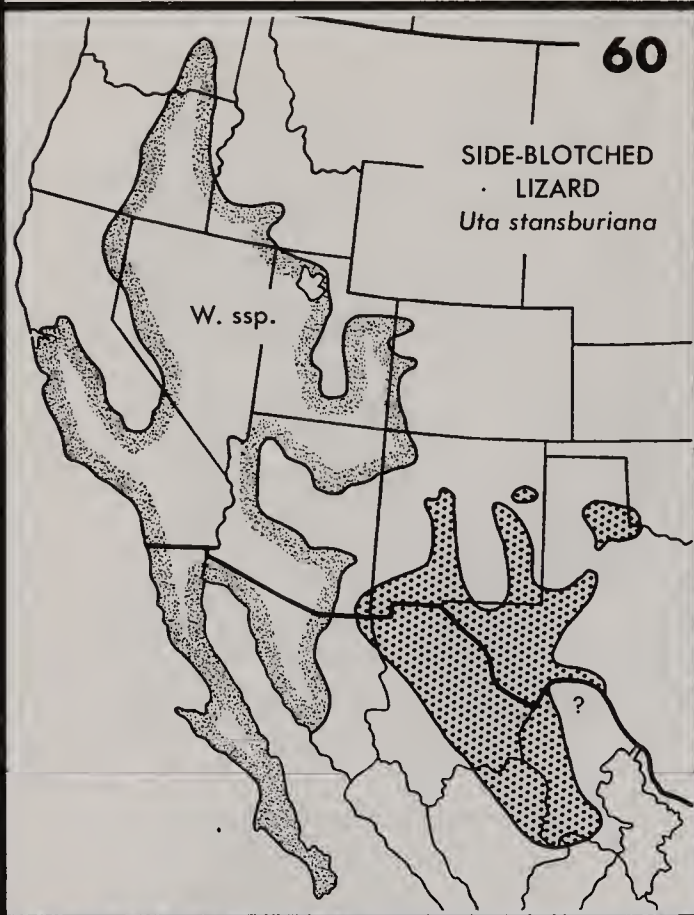 60
SIDE-BLOTCHED
LIZARD
Uta stansburiana
W. ssp.
?